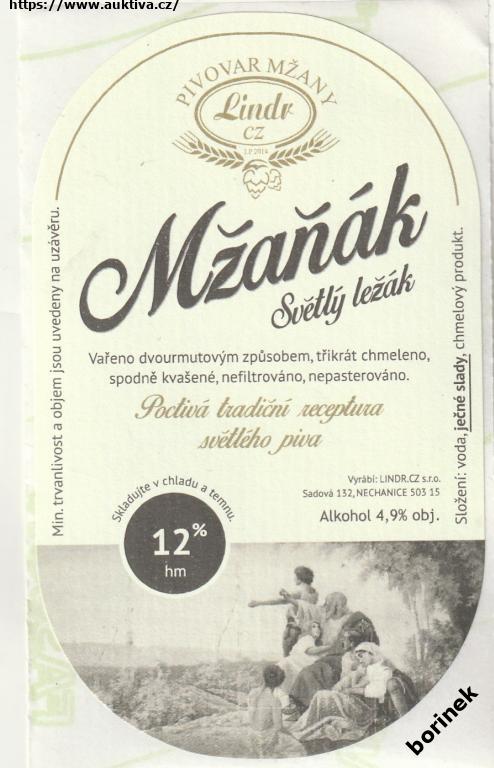 https://www.auktiva.cz/
PIVOVAR MŽANY
Lindr
CZ
LP 2014
Mžaňák
Světlý ležák
Vařeno dvourmutovým způsobem, třikrát chmeleno,
spodně kvašené, nefiltrováno, nepasterováno.
Poctivá tradiční receptura
světlého piva
Vyrábí: LINDR.CZ s.r.o.
Sadová 132, NECHANICE 503 15
Alkohol 4,9% obj.
Skladujte v chladu a temnu.
12%
hm
Min. trvanlivost a objem jsou uvedeny na uzávěru.
Složení: voda, ječné slady, chmelový produkt.
borinek